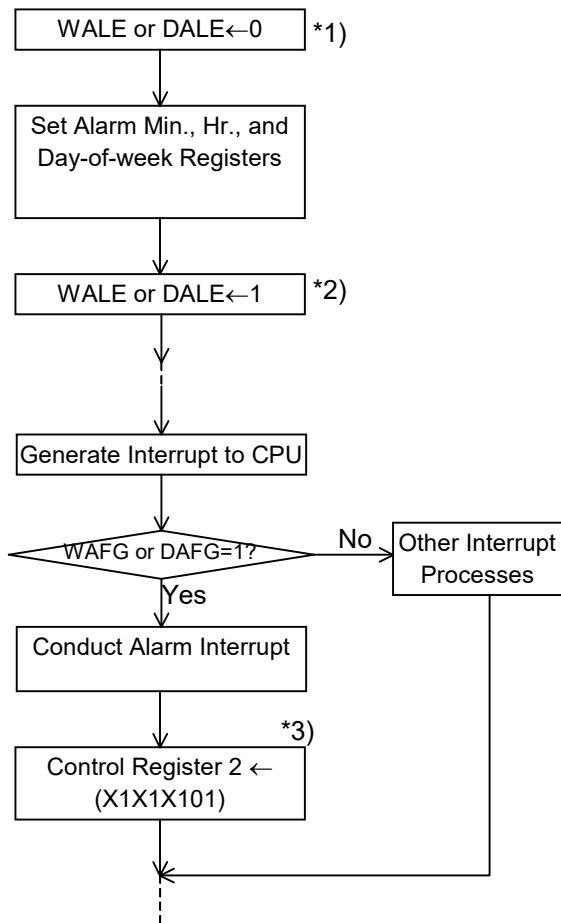 WALE or DALE←0
*1)
Set Alarm Min., Hr., and
Day-of-week Registers
WALE or DALE←1
*2)
Generate Interrupt to CPU
WAFG or DAFG=1?
No
Other Interrupt
Processes
Yes
Conduct Alarm Interrupt
*3)
Control Register 2 ←
(X1X1X101)